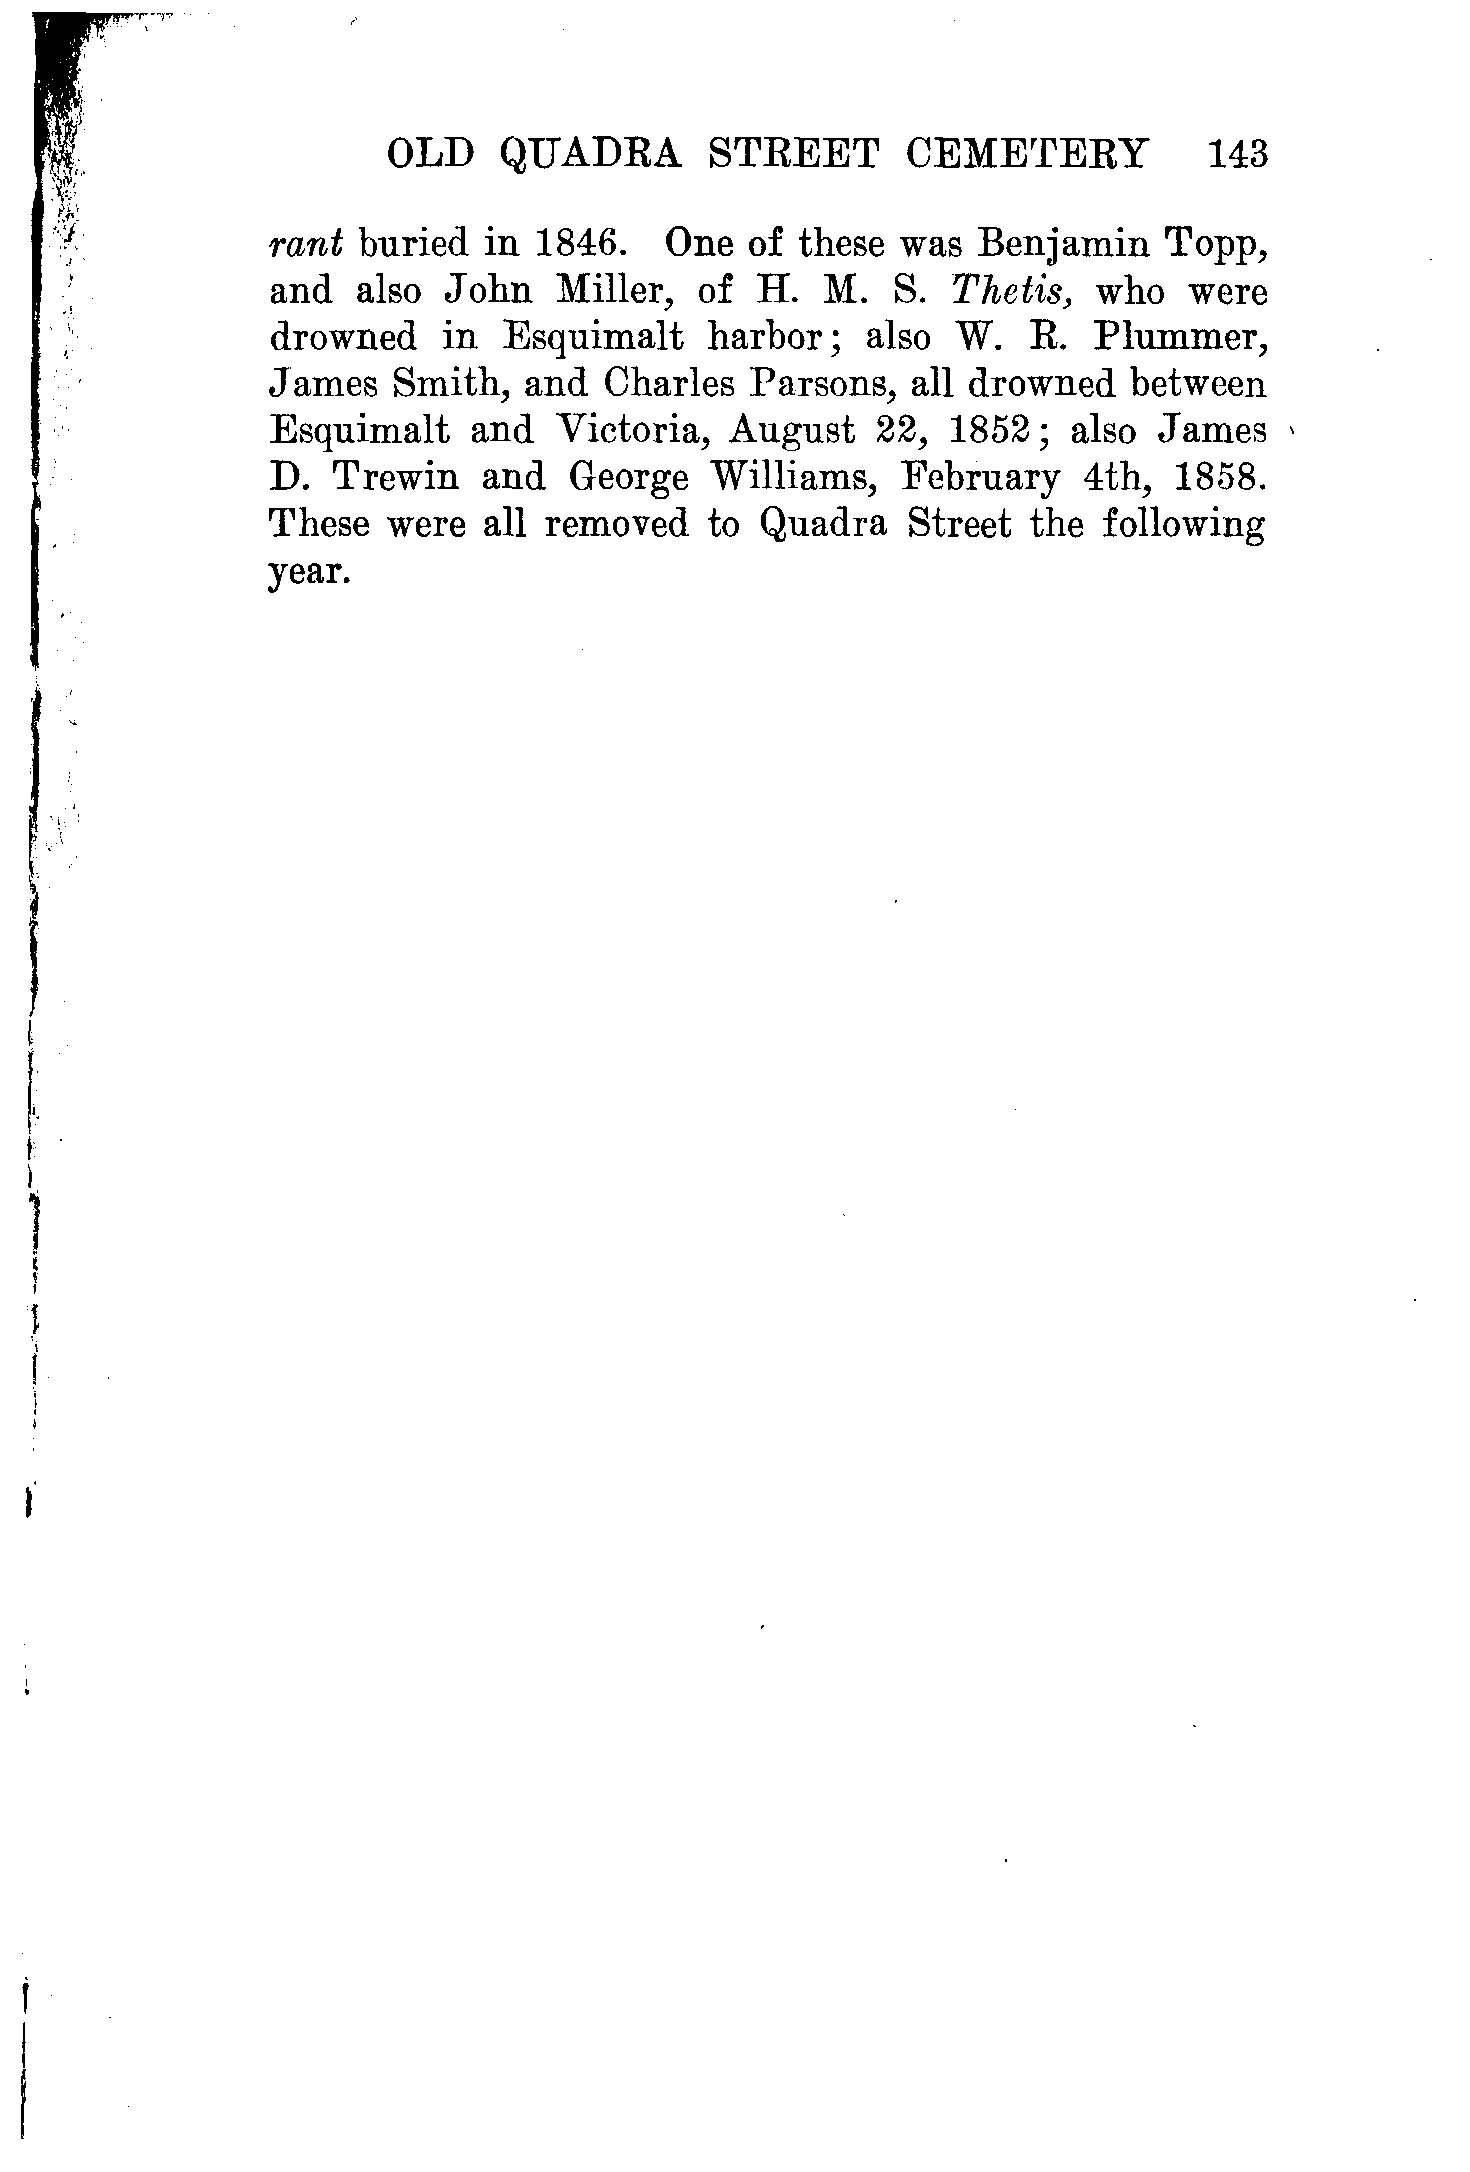 OLD QUADRA STREET CEMETERY 143
rant buried in 1846. One of these was Benjamin Topp,
and also John Miller, of H. M. S. Thetis, who were
drowned in Esquimalt harbor; also W. R. Plummer,
James Smith, and Charles Parsons, all drowned between
Esquimalt and Victoria, August 22, 1852; also James
D. Trewin and George Williams, February 4th, 1858.
These were all removed to Quadra Street the following
year.